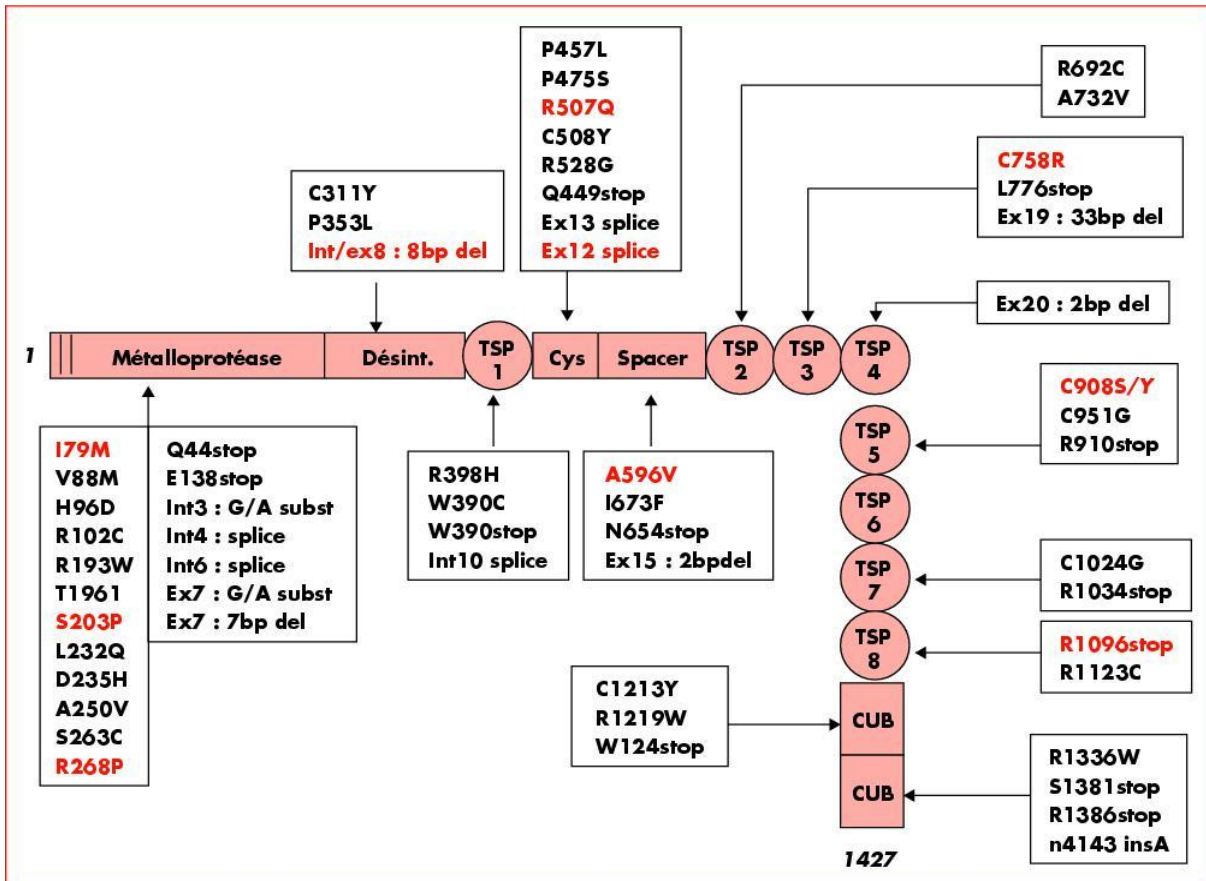 P457L
P475S
R507Q
C508Y
R528G
Q449stop
Ex13 splice
Ex12 splice
R692C
A732V
C758R
L776stop
Ex19 : 33bp del
C311Y
P353L
Int/ex8 : 8bp del
Ex20 : 2bp del
1
Métalloprotéase
Désint.
TSP
1
Cys
Spacer
TSP
2
TSP
3
TSP
4
C908S/Y
C951G
R910stop
TSP
5
I79M
V88M
H96D
R102C
R193W
T1961
S203P
L232Q
D235H
A250V
S263C
R268P
Q44stop
E138stop
Int3 : G/A subst
Int4 : splice
Int6 : splice
Ex7 : G/A subst
Ex7 : 7bp del
R398H
W390C
W390stop
Int10 splice
A596V
I673F
N654stop
Ex15 : 2bpdel
TSP
6
TSP
7
C1024G
R1034stop
TSP
8
R1096stop
R1123C
C1213Y
R1219W
W124stop
CUB
CUB
R1336W
S1381stop
R1386stop
n4143 insA
1427